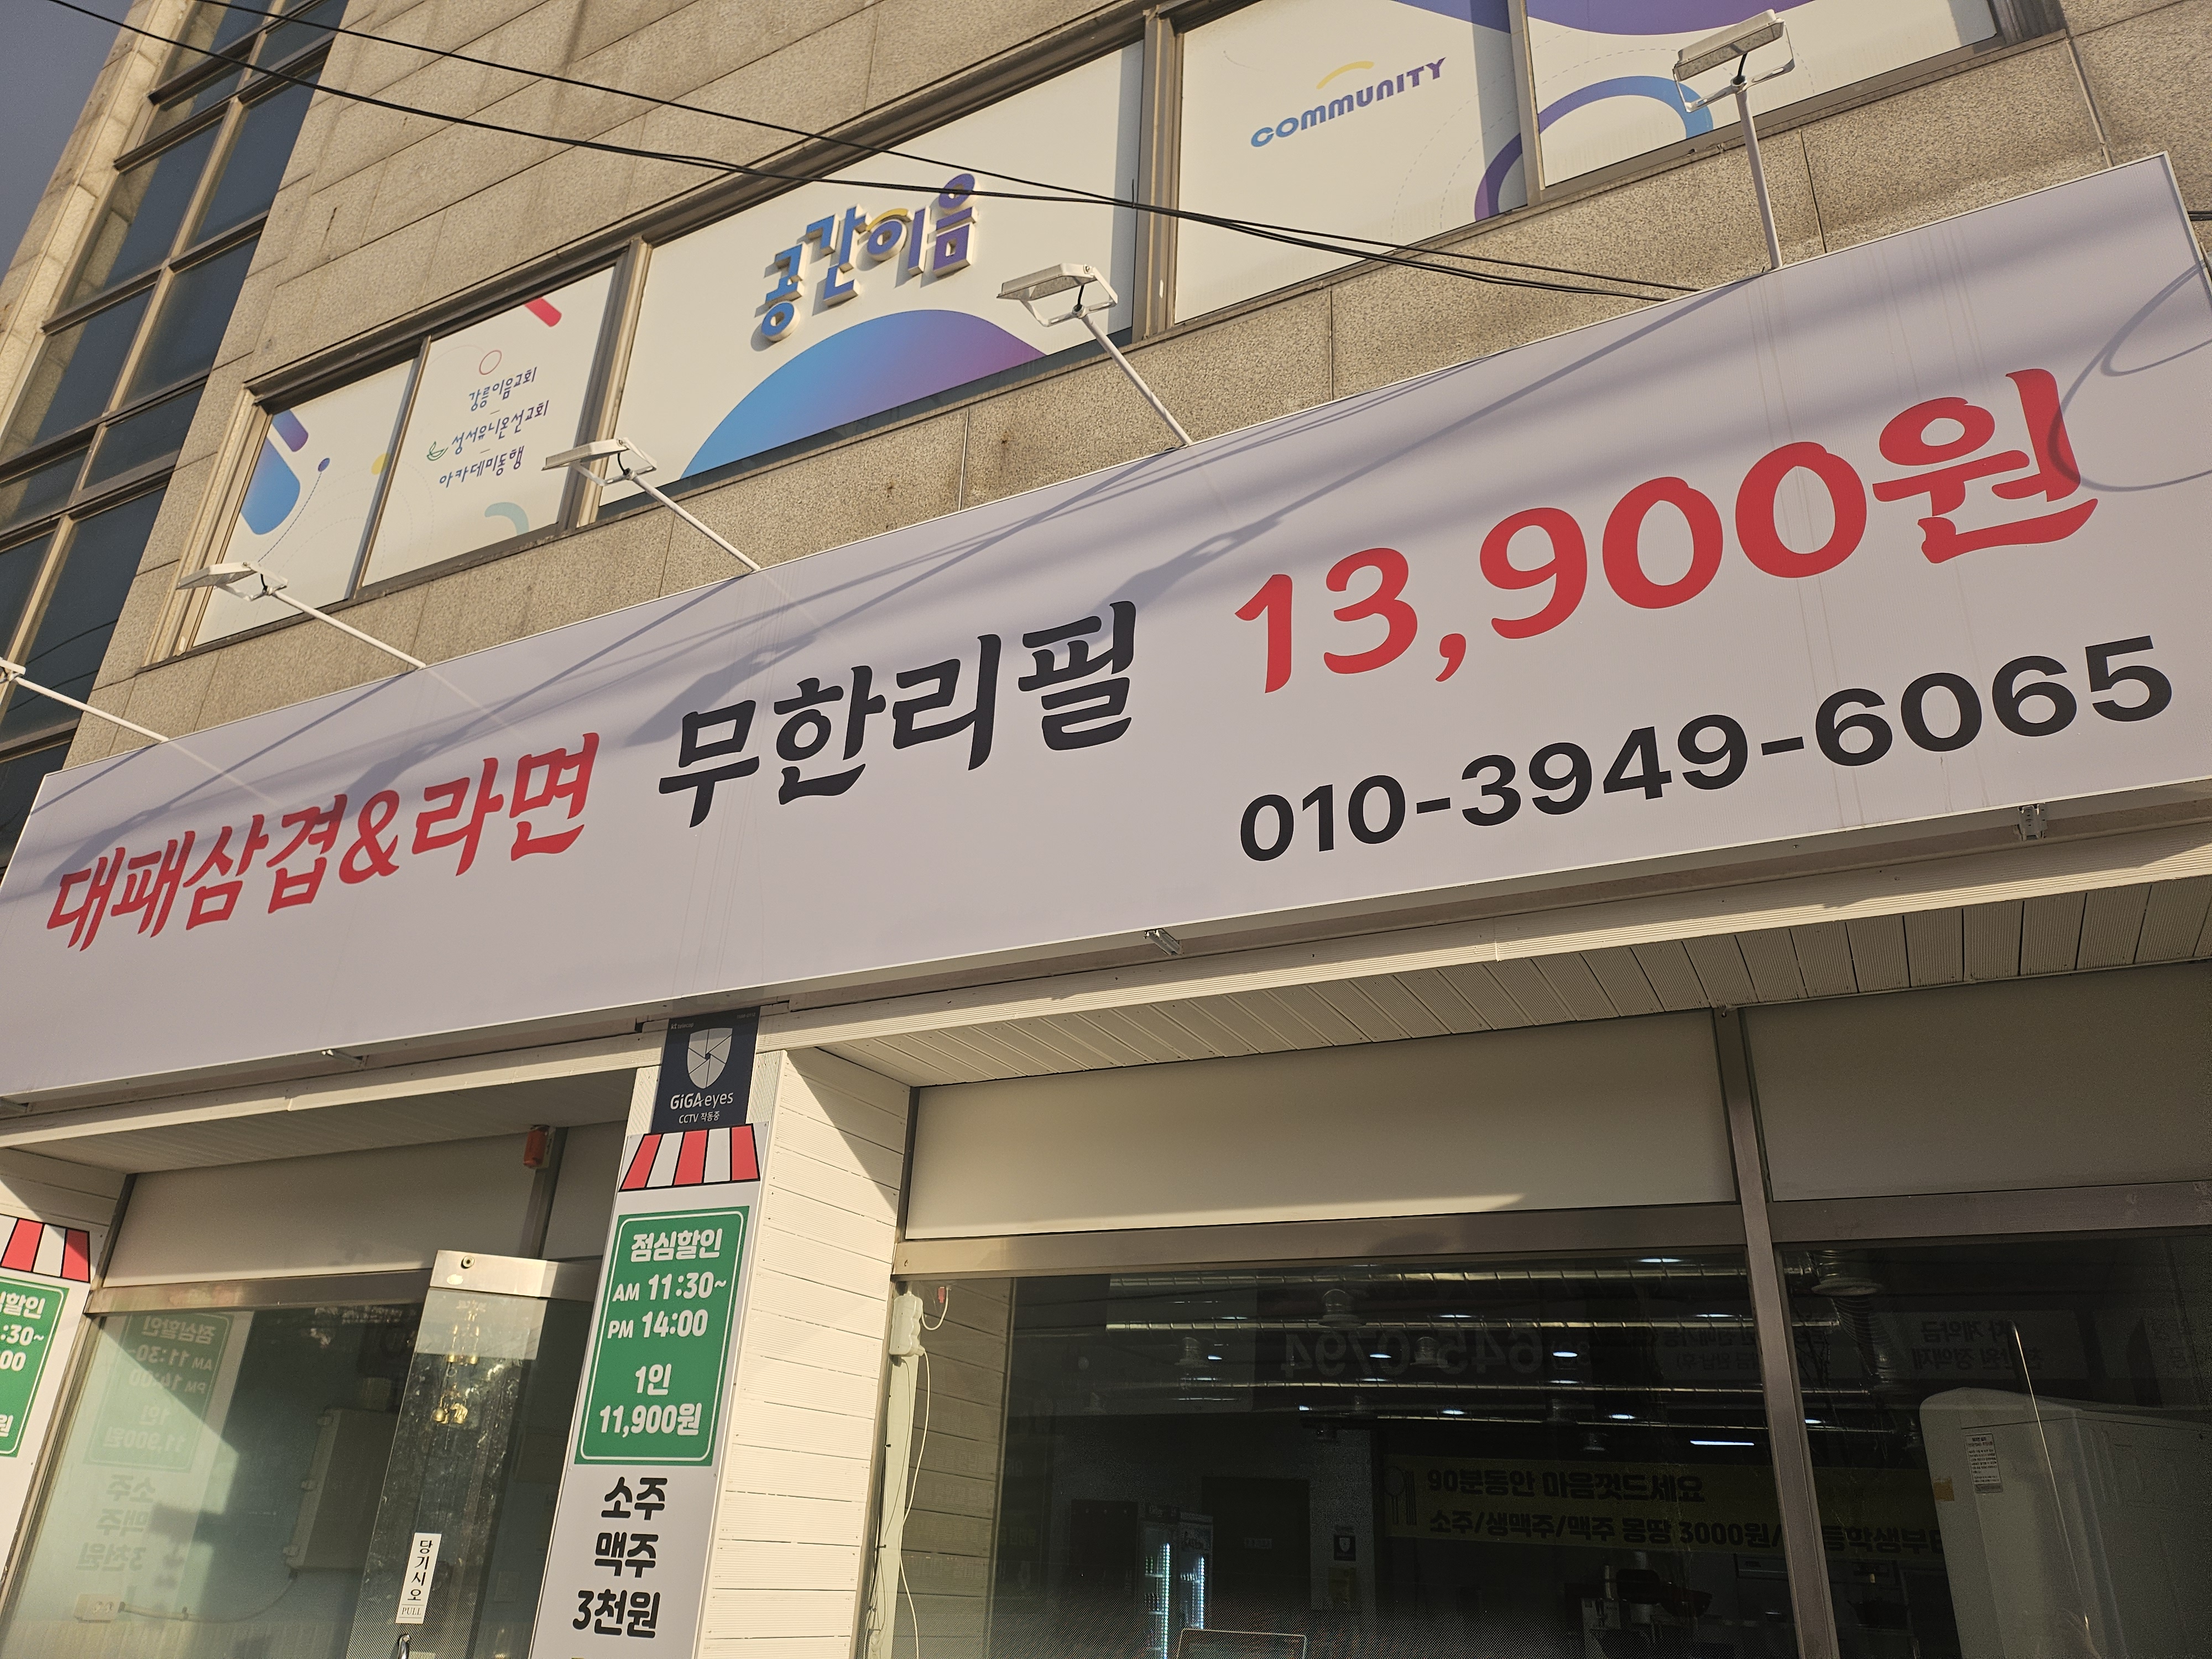 COMMUNITY
공간이음
강릉이음교회
성서유니온선교회
아카데미동행
대패삼겹&라면 무한리필 13,900원
010-3949-6065
GiGAeyes
CCTV 작동중
점심할인
AM 11:30~
PM 14:00
1인
11,900원
소주
맥주
3천원
당기시오
PULL
90분동안 마음껏드세요
소주/생맥주/맥주 몽땅 3000원/